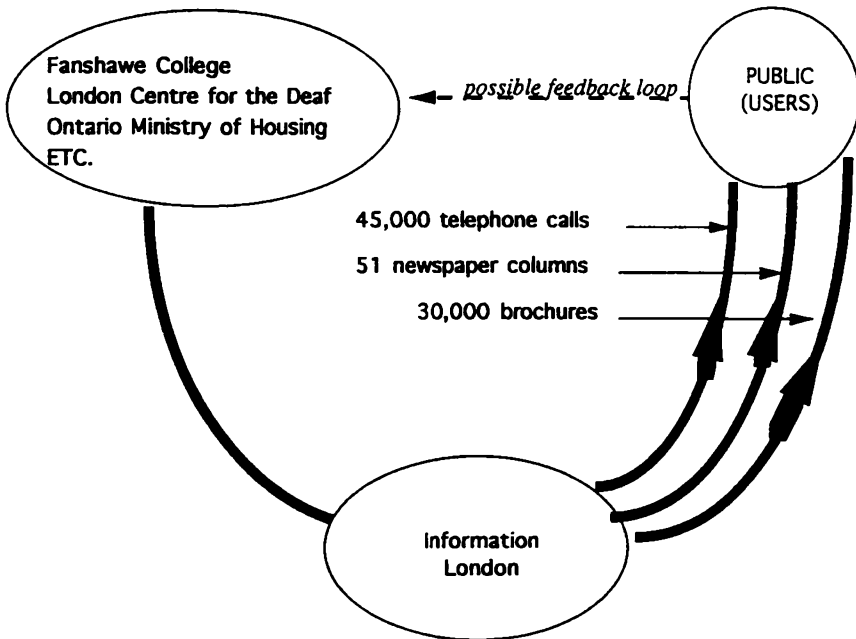 Fanshawe College
London Centre for the Deaf
Ontario Ministry of Housing
ETC.
possible feedback loop
PUBLIC
(USERS)
45,000 telephone calls
51 newspaper columns
30,000 brochures
Information
London